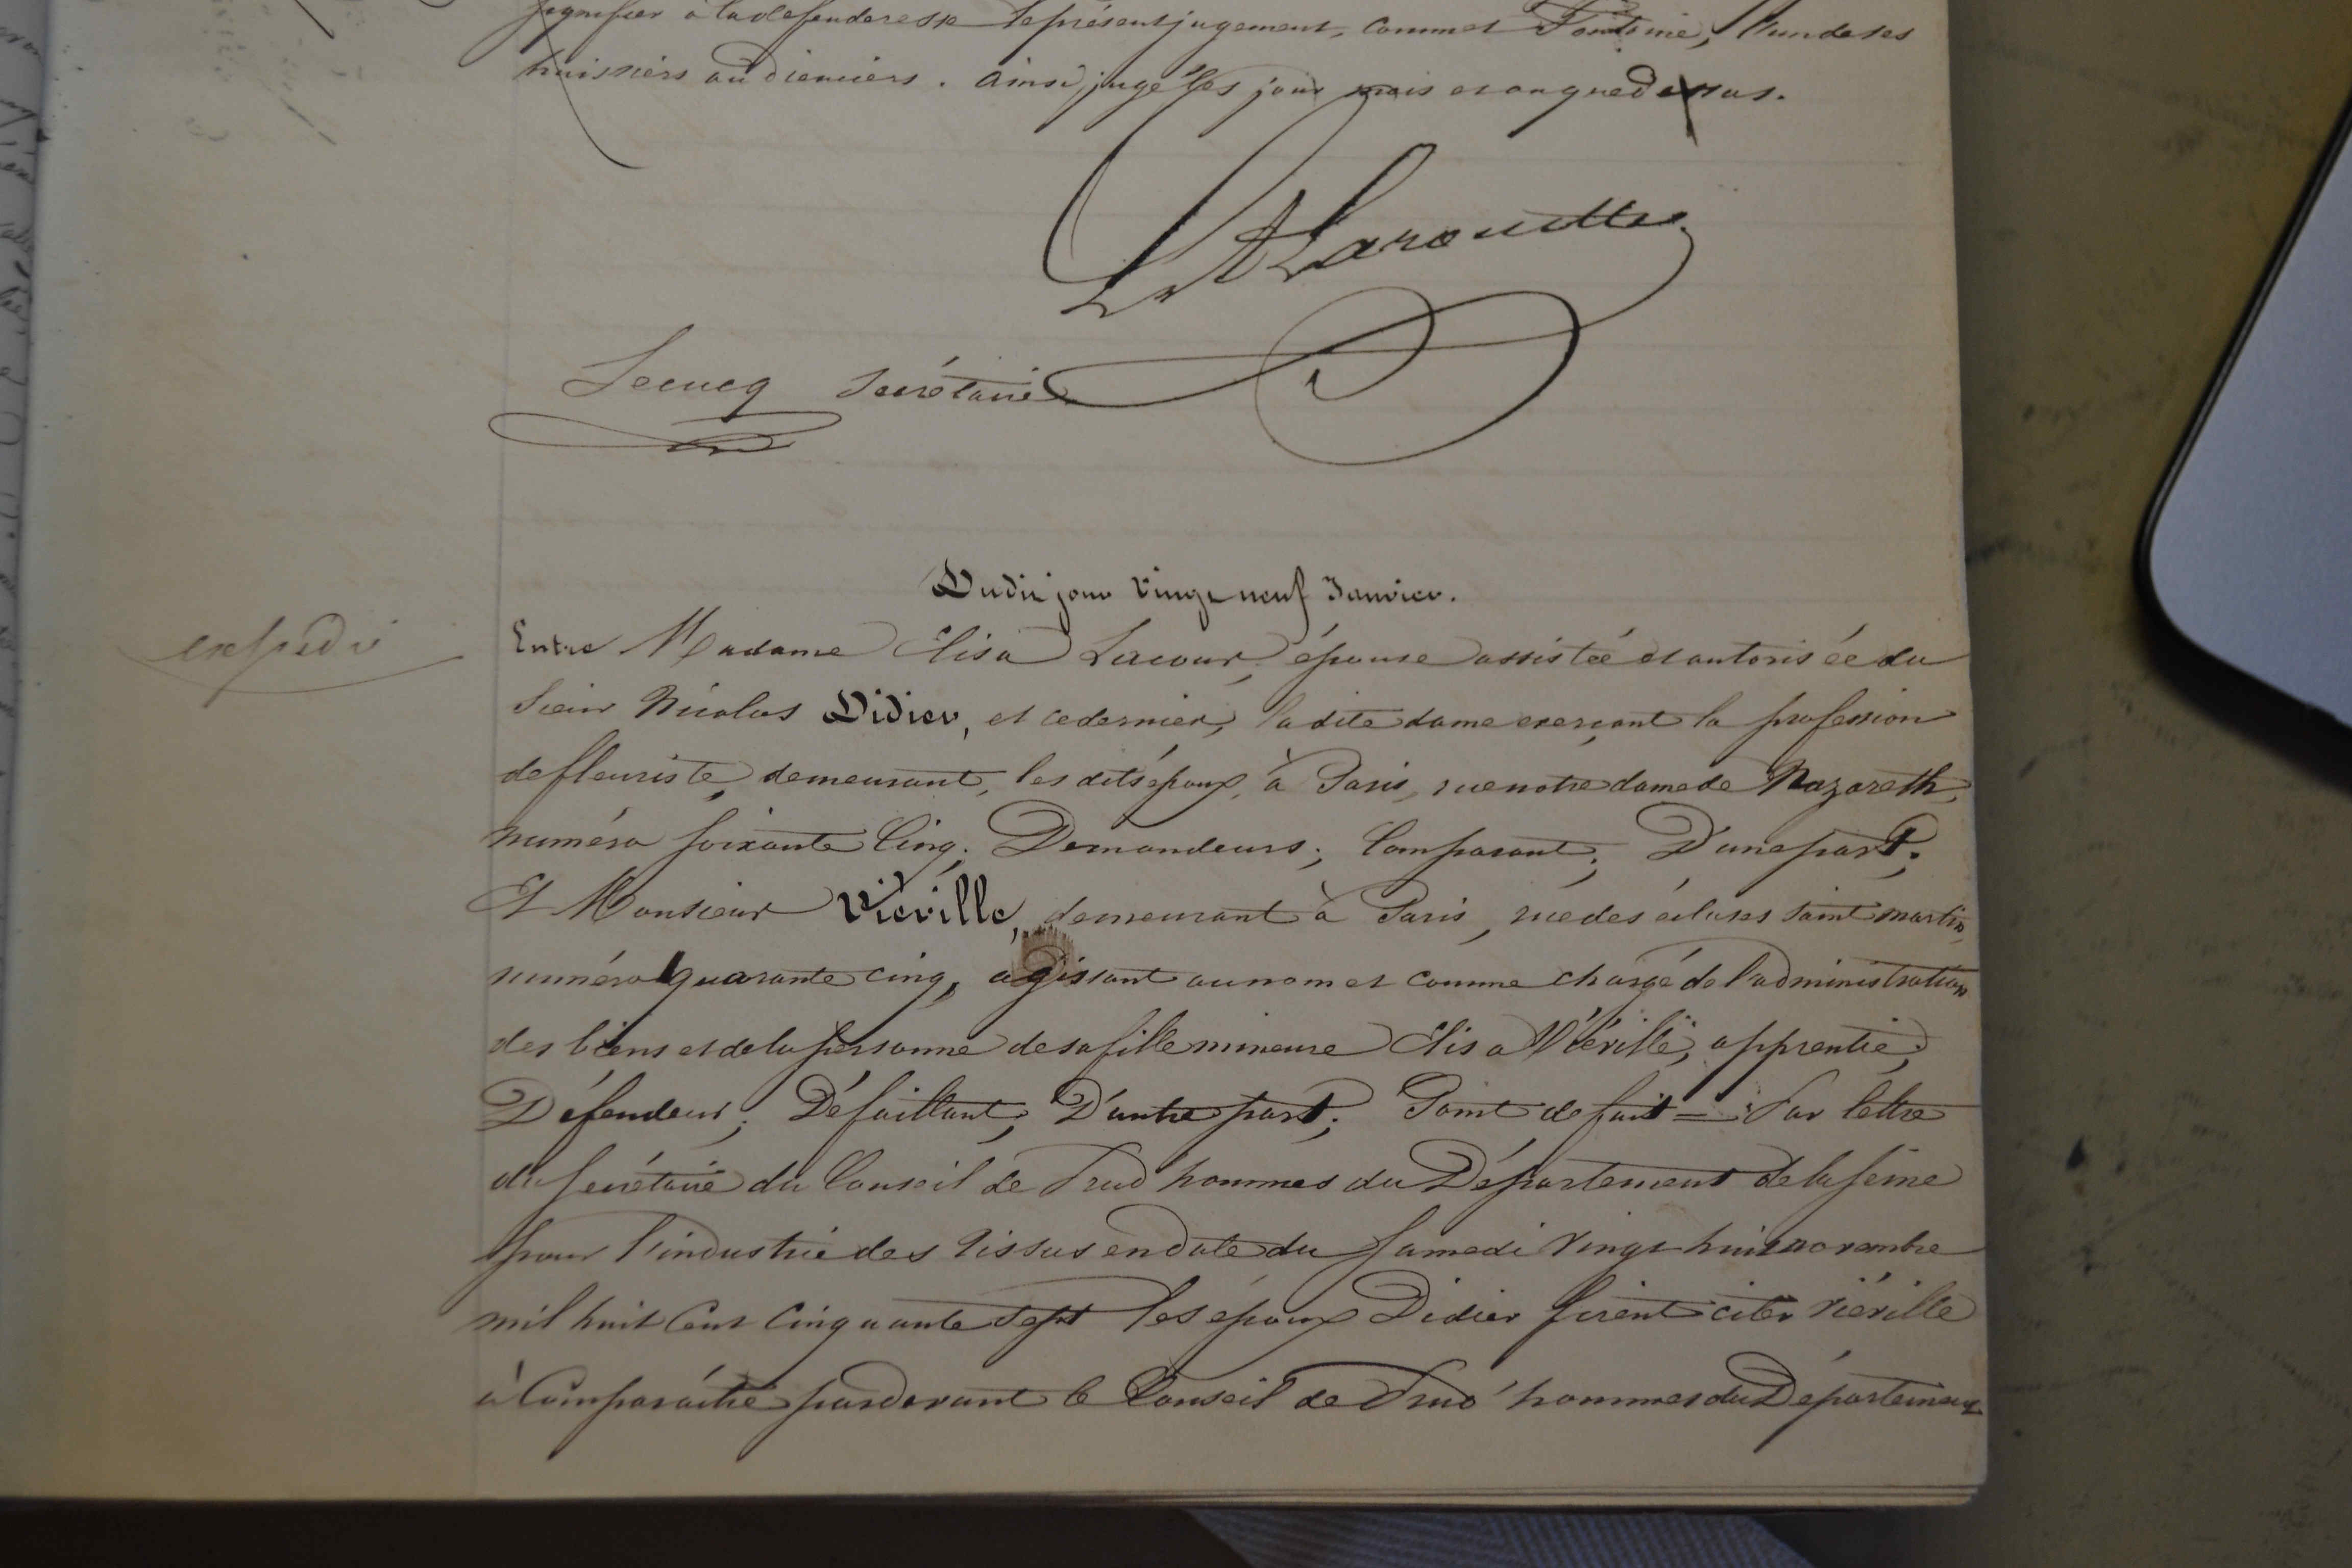 signifier à la defenderesse le présent jugement, commet Fontaine, l'un de ses
huissiers audienciers. ainsi jugé les jour mois et an que dessus.
Larouette
Lecucq secrétaire
Dudit jour Vingt neuf Janvier.
expédié
Entre Madame Elisa Lecour, épouse assistée et autorisée du
Sieur Nicolas Didier, et ce dernier, la dite dame exerçant la profession
de fleuriste, demeurant, les dits époux, à Paris, rue notre dame de Nazareth,
numéro soixante Cinq. Demandeurs; Comparant; D'une part;
Et Monsieur Viéville, demeurant à Paris, rue des écluses saint martin,
numéro quarante cinq, agissant au nom et comme chargé de l'administration
des biens et de la personne de sa fille mineure Elisa Viéville, apprentie,
Défendeur; Défaillant; D'autre part; Point de fait = Par lettre
du secrétaire du Conseil de Prud'hommes du Département de la seine
pour l'industrie des tissus en date du samedi vingt huit novembre
mil huit Cent Cinquante Sept les époux Didier firent citer Viéville
à Comparaitre pardevant le Conseil de Prud'hommes du Département